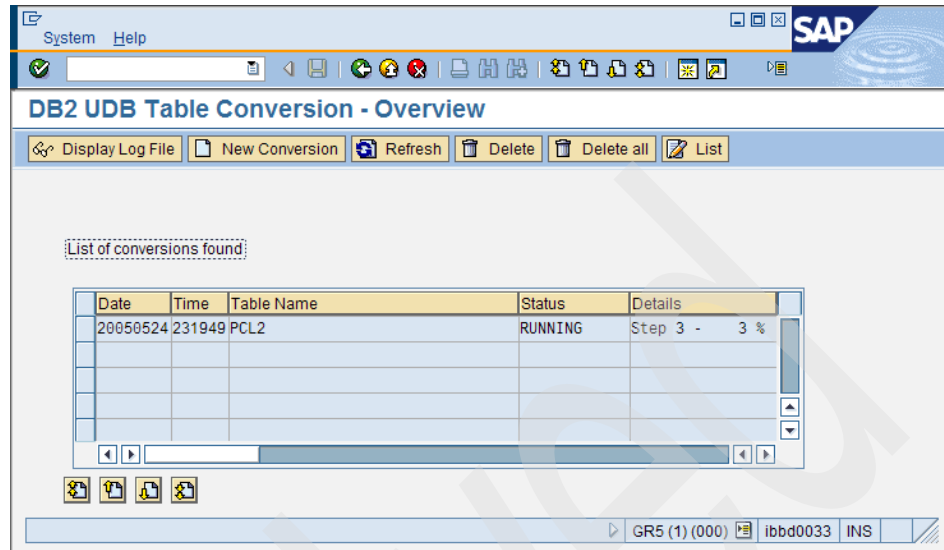 System Help
SAP
DB2 UDB Table Conversion - Overview
Display Log File New Conversion Refresh Delete Delete all List
List of conversions found
Date Time Table Name Status Details
20050524 231949 PCL2 RUNNING Step 3 - 3 %
GR5 (1) (000) ibbd0033 INS